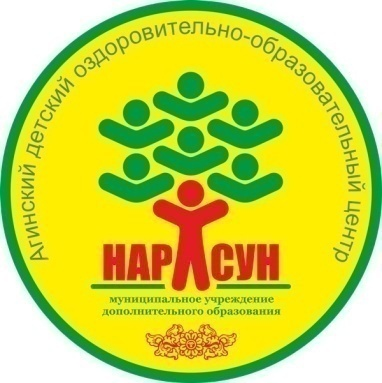 Агинский детский оздоровительно-образовательный центр
НАРАСУН
муниципальное учреждение
дополнительного образования